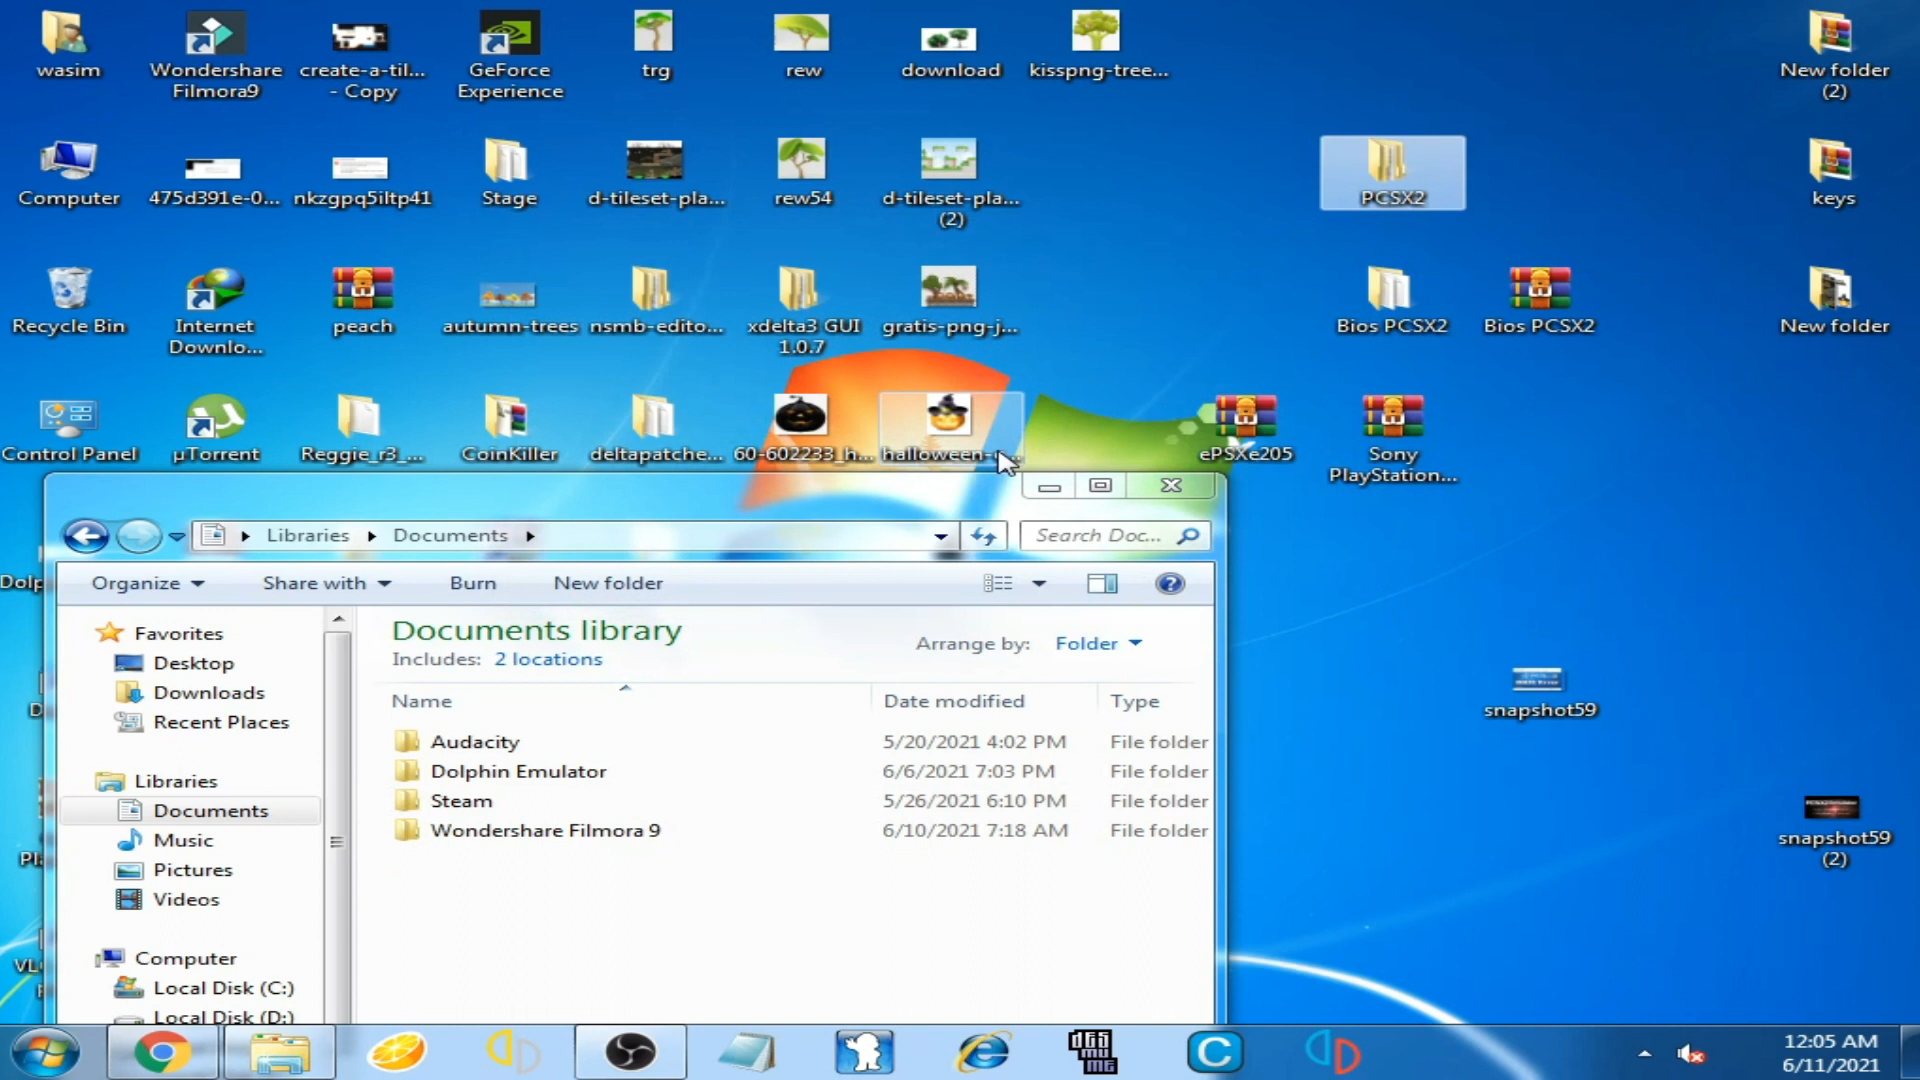 wasim
Wondershare
Filmora9
create-a-til...
- Copy
GeForce
Experience
trg
rew
download
kisspng-tree...
New folder
(2)
Computer
475d391e-0...
nkzgpq5iltp41
Stage
d-tileset-pla...
rew54
d-tileset-pla...
(2)
PCSX2
keys
Recycle Bin
Internet
Downlo...
peach
autumn-trees
nsmb-edito...
xdelta3 GUI
1.0.7
gratis-png-j...
Bios PCSX2
Bios PCSX2
New folder
Control Panel
µTorrent
Reggie_r3_...
CoinKiller
deltapatche...
60-602233_h...
halloween-
ePSXe205
Sony
PlayStation...
Libraries
Documents
Search Doc...
Organize
Share with
Burn
New folder
Favorites
Desktop
Downloads
Recent Places
Libraries
Documents
Music
Pictures
Videos
Computer
Local Disk (C:)
Local Disk (D:)
Documents library
Includes: 2 locations
Arrange by: Folder
Name
Date modified
Type
Audacity
5/20/2021 4:02 PM
File folder
Dolphin Emulator
6/6/2021 7:03 PM
File folder
Steam
5/26/2021 6:10 PM
File folder
Wondershare Filmora 9
6/10/2021 7:18 AM
File folder
snapshot59
snapshot59
(2)
Dolp
D
Pla
VL
12:05 AM
6/11/2021